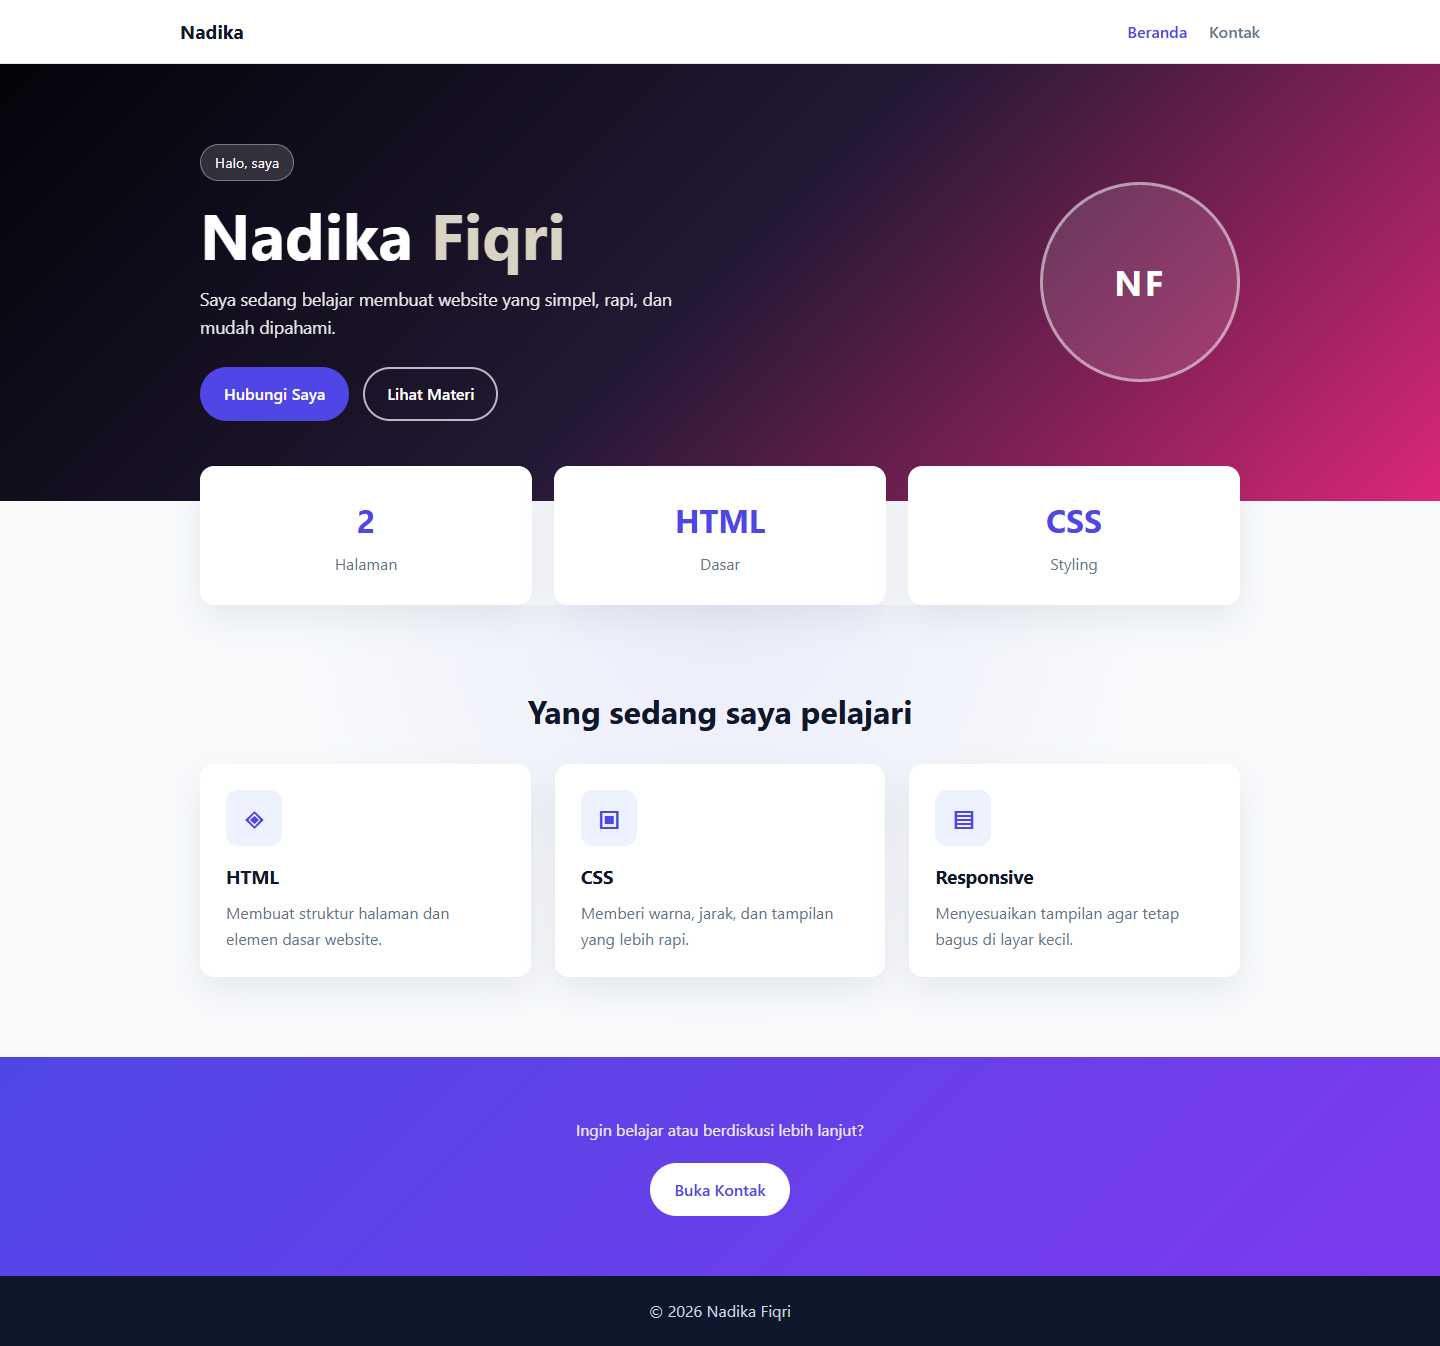 Nadika
Beranda
Kontak
Halo, saya
Nadika Fiqri
Saya sedang belajar membuat website yang simpel, rapi, dan
mudah dipahami.
Hubungi Saya
Lihat Materi
NF
2
Halaman
HTML
Dasar
CSS
Styling
Yang sedang saya pelajari
HTML
Membuat struktur halaman dan
elemen dasar website.
CSS
Memberi warna, jarak, dan tampilan
yang lebih rapi.
Responsive
Menyesuaikan tampilan agar tetap
bagus di layar kecil.
Ingin belajar atau berdiskusi lebih lanjut?
Buka Kontak
© 2026 Nadika Fiqri